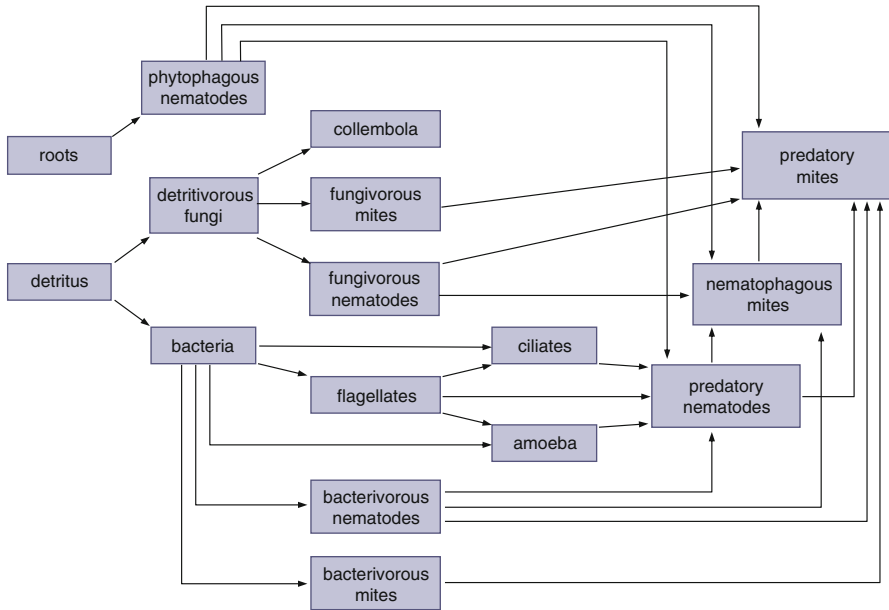 phytophagous
nematodes
roots
collembola
predatory
mites
detritivorous
fungi
fungivorous
mites
detritus
fungivorous
nematodes
nematophagous
mites
bacteria
ciliates
flagellates
predatory
nematodes
amoeba
bacterivorous
nematodes
bacterivorous
mites